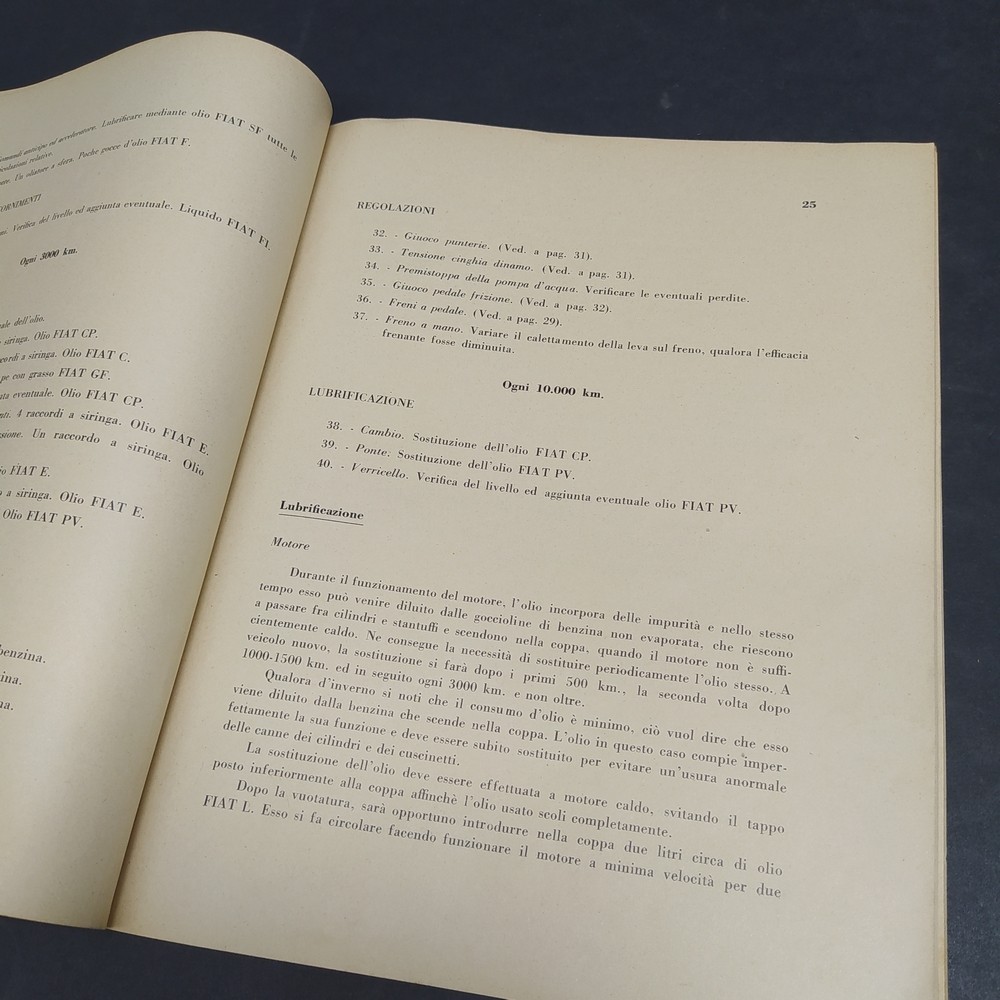 comandi anticipo ed acceleratore. Lubrificare mediante olio FIAT SF tutte le
articolazioni relative.
Un oliatore a sfera. Poche gocce d'olio FIAT F.
Verifica del livello ed aggiunta eventuale. Liquido FIAT FI.
Ogni 3000 km.
dell'olio.
siringa. Olio FIAT CP.
raccordi a siringa. Olio FIAT C.
pe con grasso FIAT GF.
eventuale. Olio FIAT CP.
4 raccordi a siringa. Olio FIAT E.
Un raccordo a siringa. Olio
FIAT E.
a siringa. Olio FIAT E.
Olio FIAT PV.
benzina.
REGOLAZIONI 25
32. - Giuoco punterie. (Ved. a pag. 31).
33. - Tensione cinghia dinamo. (Ved. a pag. 31).
34. - Premistoppa della pompa d'acqua. Verificare le eventuali perdite.
35. - Giuoco pedale frizione. (Ved. a pag. 32).
36. - Freni a pedale. (Ved. a pag. 29).
37. - Freno a mano. Variare il calettamento della leva sul freno, qualora l'efficacia
frenante fosse diminuita.
Ogni 10.000 km.
LUBRIFICAZIONE
38. - Cambio. Sostituzione dell'olio FIAT CP.
39. - Ponte. Sostituzione dell'olio FIAT PV.
40. - Verricello. Verifica del livello ed aggiunta eventuale olio FIAT PV.
Lubrificazione
Motore
Durante il funzionamento del motore, l'olio incorpora delle impurità e nello stesso
tempo esso può venire diluito dalle goccioline di benzina non evaporata, che riescono
a passare fra cilindri e stantuffi e scendono nella coppa, quando il motore non è suffi-
cientemente caldo. Ne consegue la necessità di sostituire periodicamente l'olio stesso. A
veicolo nuovo, la sostituzione si farà dopo i primi 500 km., la seconda volta dopo
1000-1500 km. ed in seguito ogni 3000 km. e non oltre.
Qualora d'inverno si noti che il consumo d'olio è minimo, ciò vuol dire che esso
viene diluito dalla benzina che scende nella coppa. L'olio in questo caso compie imper-
fettamente la sua funzione e deve essere subito sostituito per evitare un'usura anormale
delle canne dei cilindri e dei cuscinetti.
La sostituzione dell'olio deve essere effettuata a motore caldo, svitando il tappo
posto inferiormente alla coppa affinchè l'olio usato scoli completamente.
Dopo la vuotatura, sarà opportuno introdurre nella coppa due litri circa di olio
FIAT L. Esso si fa circolare facendo funzionare il motore a minima velocità per due